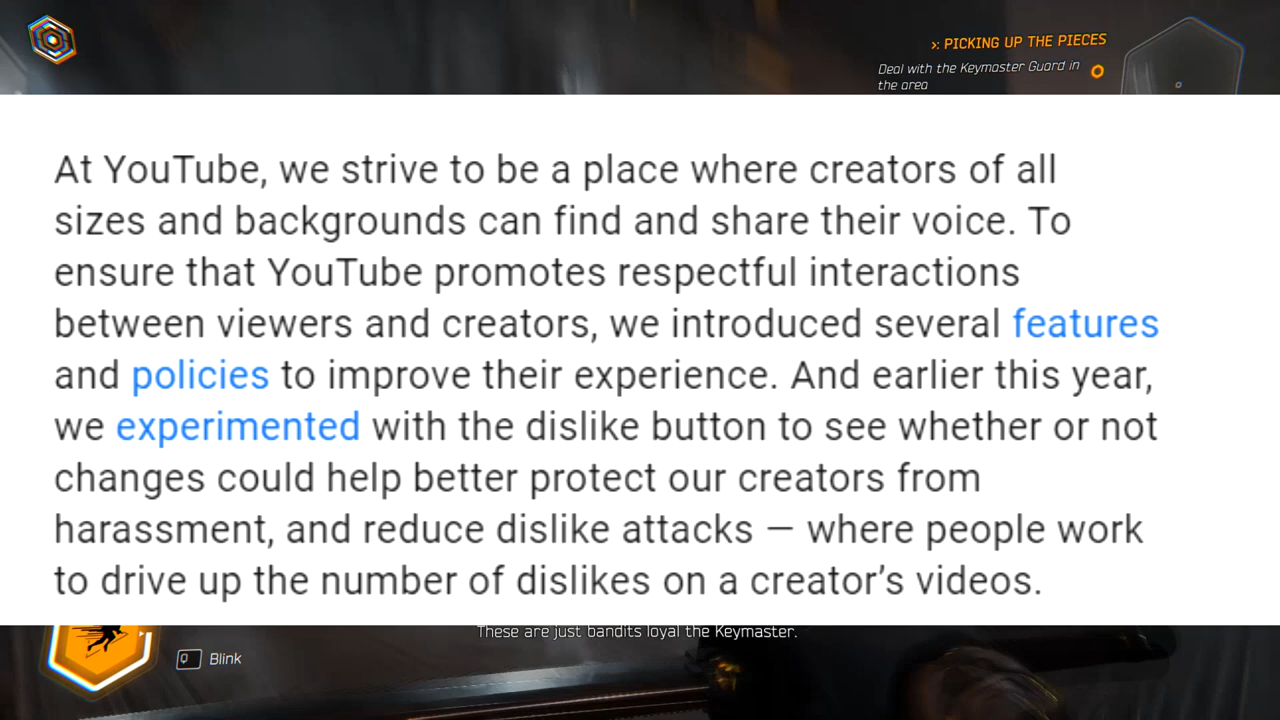 >: PICKING UP THE PIECES
Deal with the Keymaster Guard in
the area
At YouTube, we strive to be a place where creators of all
sizes and backgrounds can find and share their voice. To
ensure that YouTube promotes respectful interactions
between viewers and creators, we introduced several features
and policies to improve their experience. And earlier this year,
we experimented with the dislike button to see whether or not
changes could help better protect our creators from
harassment, and reduce dislike attacks — where people work
to drive up the number of dislikes on a creator’s videos.
These are just bandits loyal the Keymaster.
Q Blink